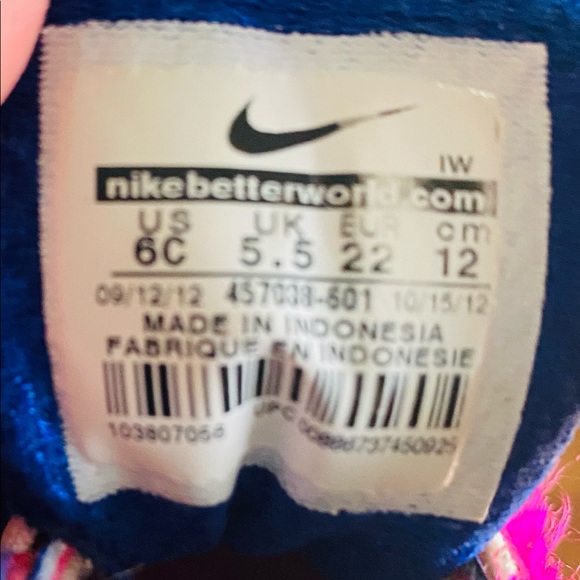 IW
nikebetterworld.com
US UK EUR cm
6C 5.5 22 12
09/12/12 457038-601 10/15/12
MADE IN INDONESIA
FABRIQUE EN INDONESIE
UPC